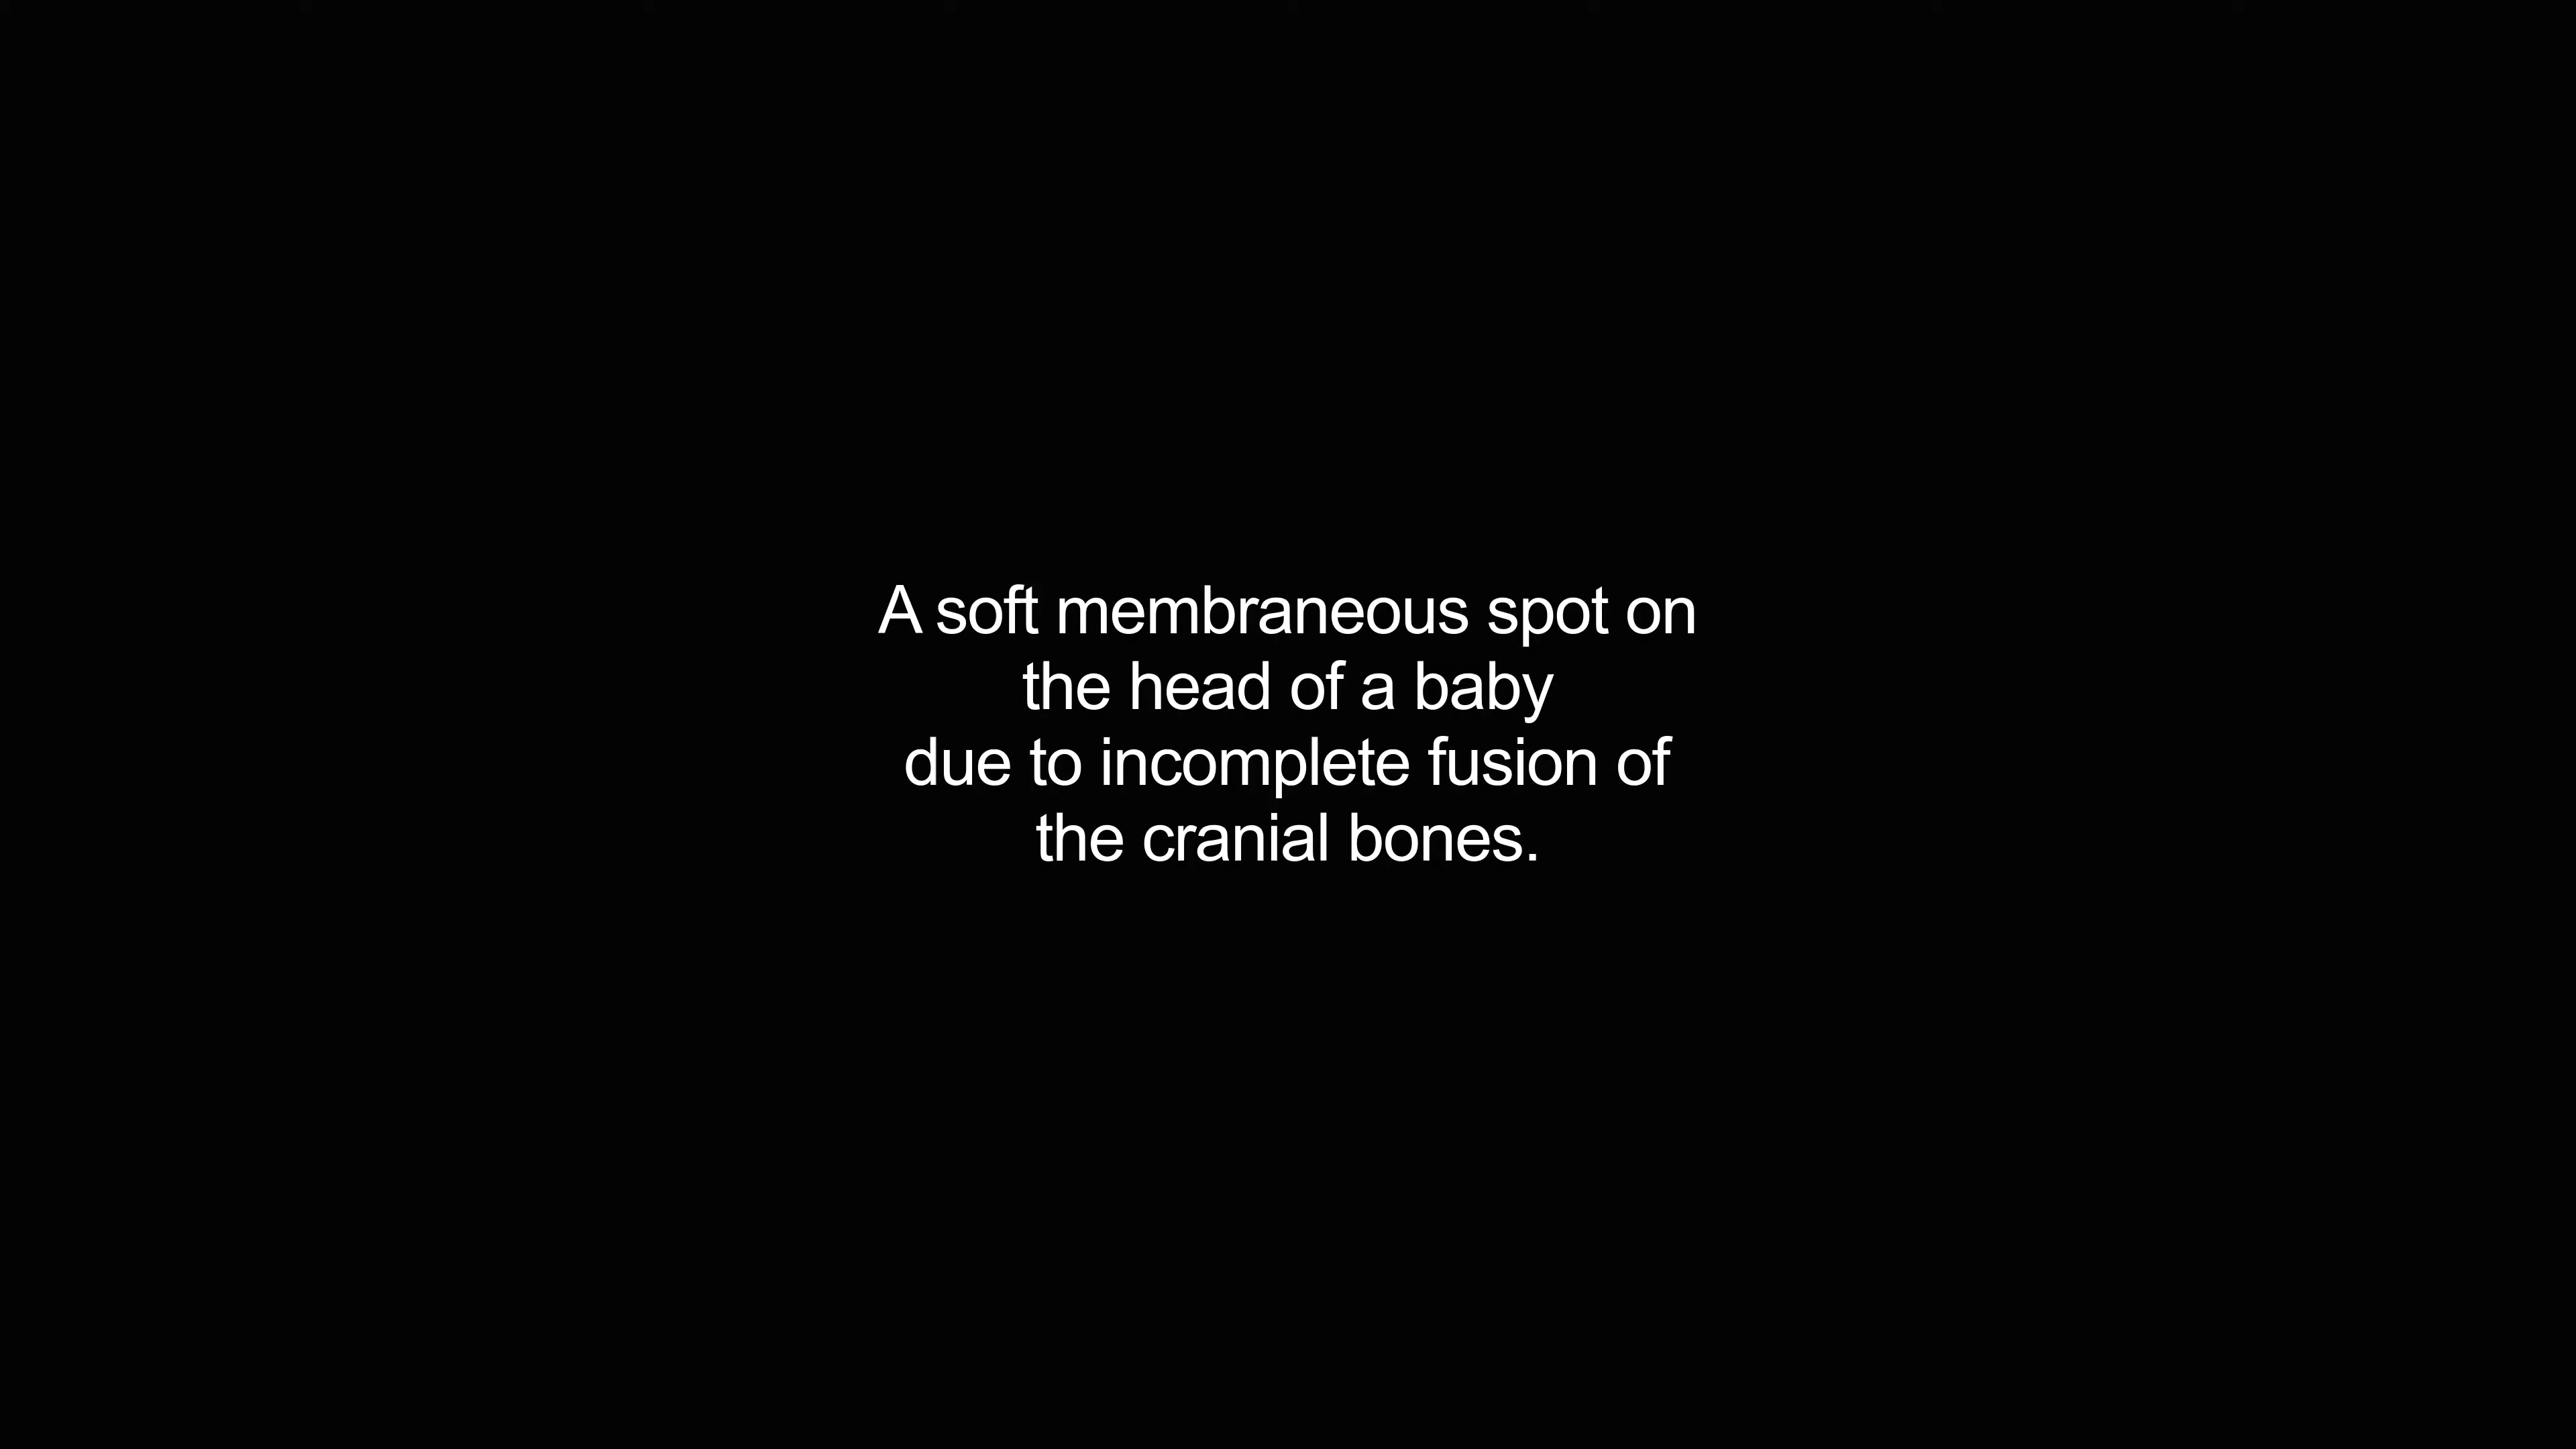 A soft membraneous spot on
the head of a baby
due to incomplete fusion of
the cranial bones.